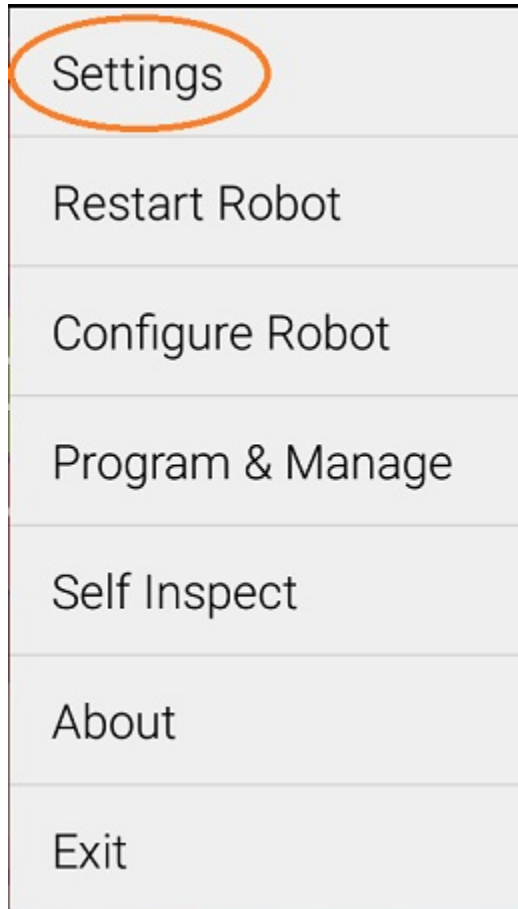 Settings
Restart Robot
Configure Robot
Program & Manage
Self Inspect
About
Exit